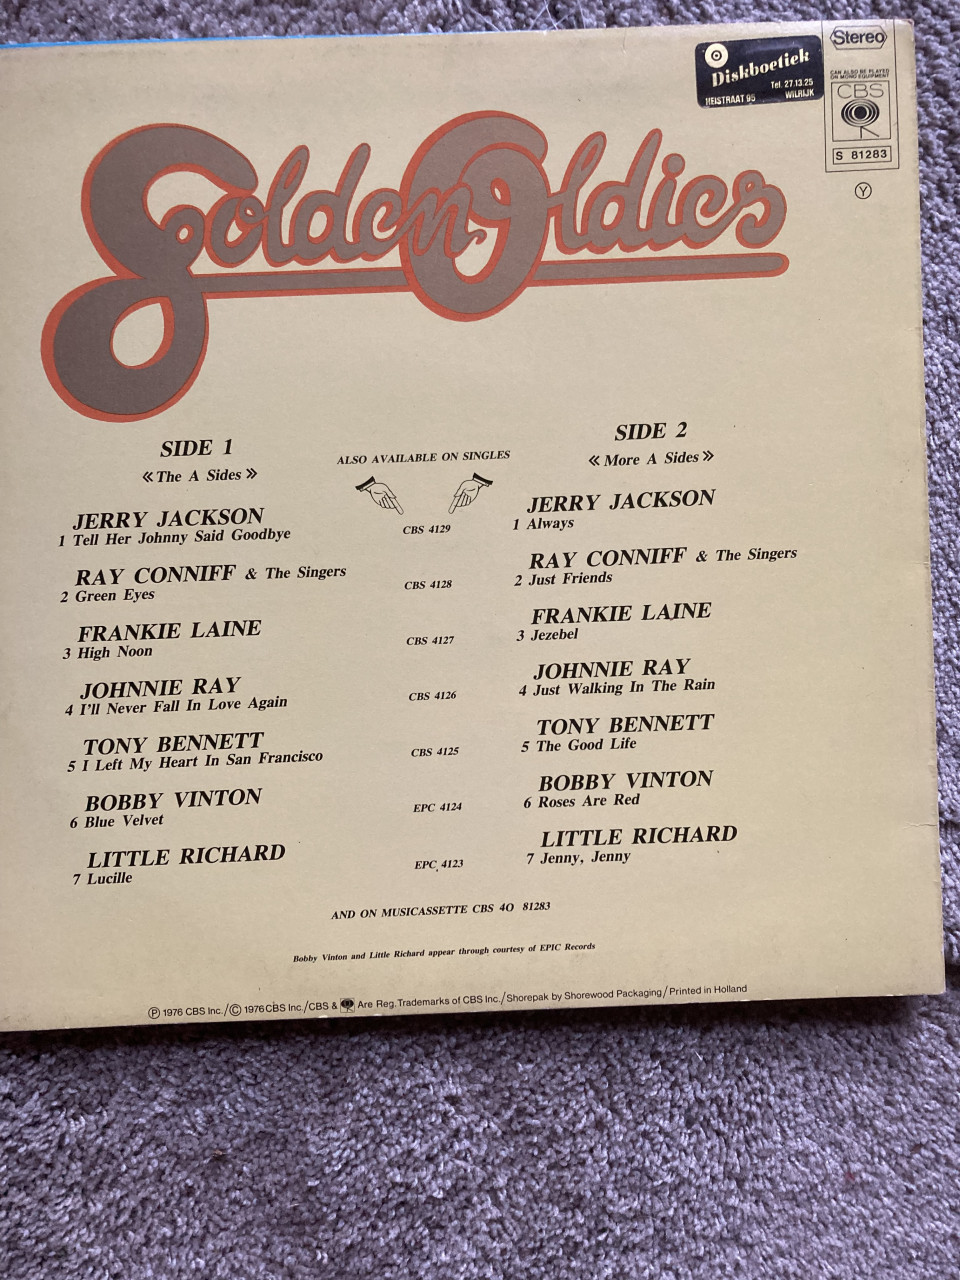 Stereo
Diskboetiek
Tel. 27.13.25
HEISTRAAT 95 WILRIJK
CAN ALSO BE PLAYED
ON MONO EQUIPMENT
CBS
S 81283
Y
Golden Oldies
SIDE 1
«The A Sides»
JERRY JACKSON
1 Tell Her Johnny Said Goodbye
RAY CONNIFF & The Singers
2 Green Eyes
FRANKIE LAINE
3 High Noon
JOHNNIE RAY
4 I'll Never Fall In Love Again
TONY BENNETT
5 I Left My Heart In San Francisco
BOBBY VINTON
6 Blue Velvet
LITTLE RICHARD
7 Lucille
ALSO AVAILABLE ON SINGLES
CBS 4129
CBS 4128
CBS 4127
CBS 4126
CBS 4125
EPC 4124
EPC 4123
SIDE 2
«More A Sides»
JERRY JACKSON
1 Always
RAY CONNIFF & The Singers
2 Just Friends
FRANKIE LAINE
3 Jezebel
JOHNNIE RAY
4 Just Walking In The Rain
TONY BENNETT
5 The Good Life
BOBBY VINTON
6 Roses Are Red
LITTLE RICHARD
7 Jenny, Jenny
AND ON MUSICASSETTE CBS 4O 81283
Bobby Vinton and Little Richard appear through courtesy of EPIC Records
Ⓟ 1976 CBS Inc./© 1976 CBS Inc./CBS & Are Reg. Trademarks of CBS Inc./Shorepak by Shorewood Packaging/Printed in Holland